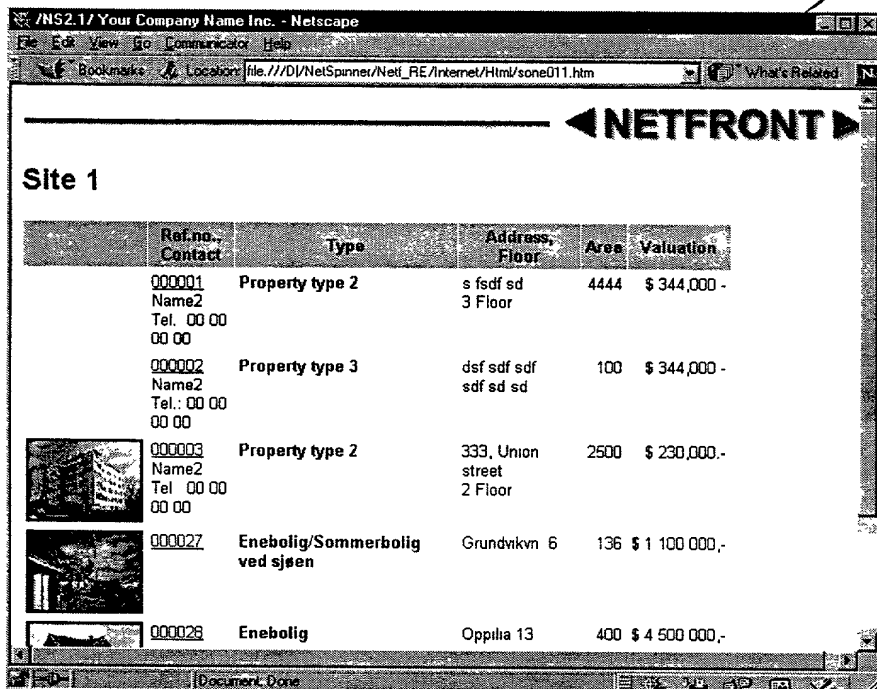 /NS2.1/ Your Company Name Inc. - Netscape
File Edit View Go Communicator Help
Bookmarks Location: file:///D|/NetSpinner/Netf_RE/Internet/Html/sone011.htm What's Related N
NETFRONT
Site 1
Ref.no., Contact Type Address, Floor Area Valuation
000001 Property type 2 s fsdf sd 4444 $ 344,000 -
Name2 3 Floor
Tel. 00 00
00 00
000002 Property type 3 dsf sdf sdf 100 $ 344,000 -
Name2 sdf sd sd
Tel.: 00 00
00 00
000003 Property type 2 333, Union 2500 $ 230,000.-
Name2 street
Tel 00 00 2 Floor
00 00
000027 Enebolig/Sommerbolig Grundvikvn 6 136 $ 1 100 000,-
ved sjøen
000028 Enebolig Oppilia 13 400 $ 4 500 000,-
Document: Done